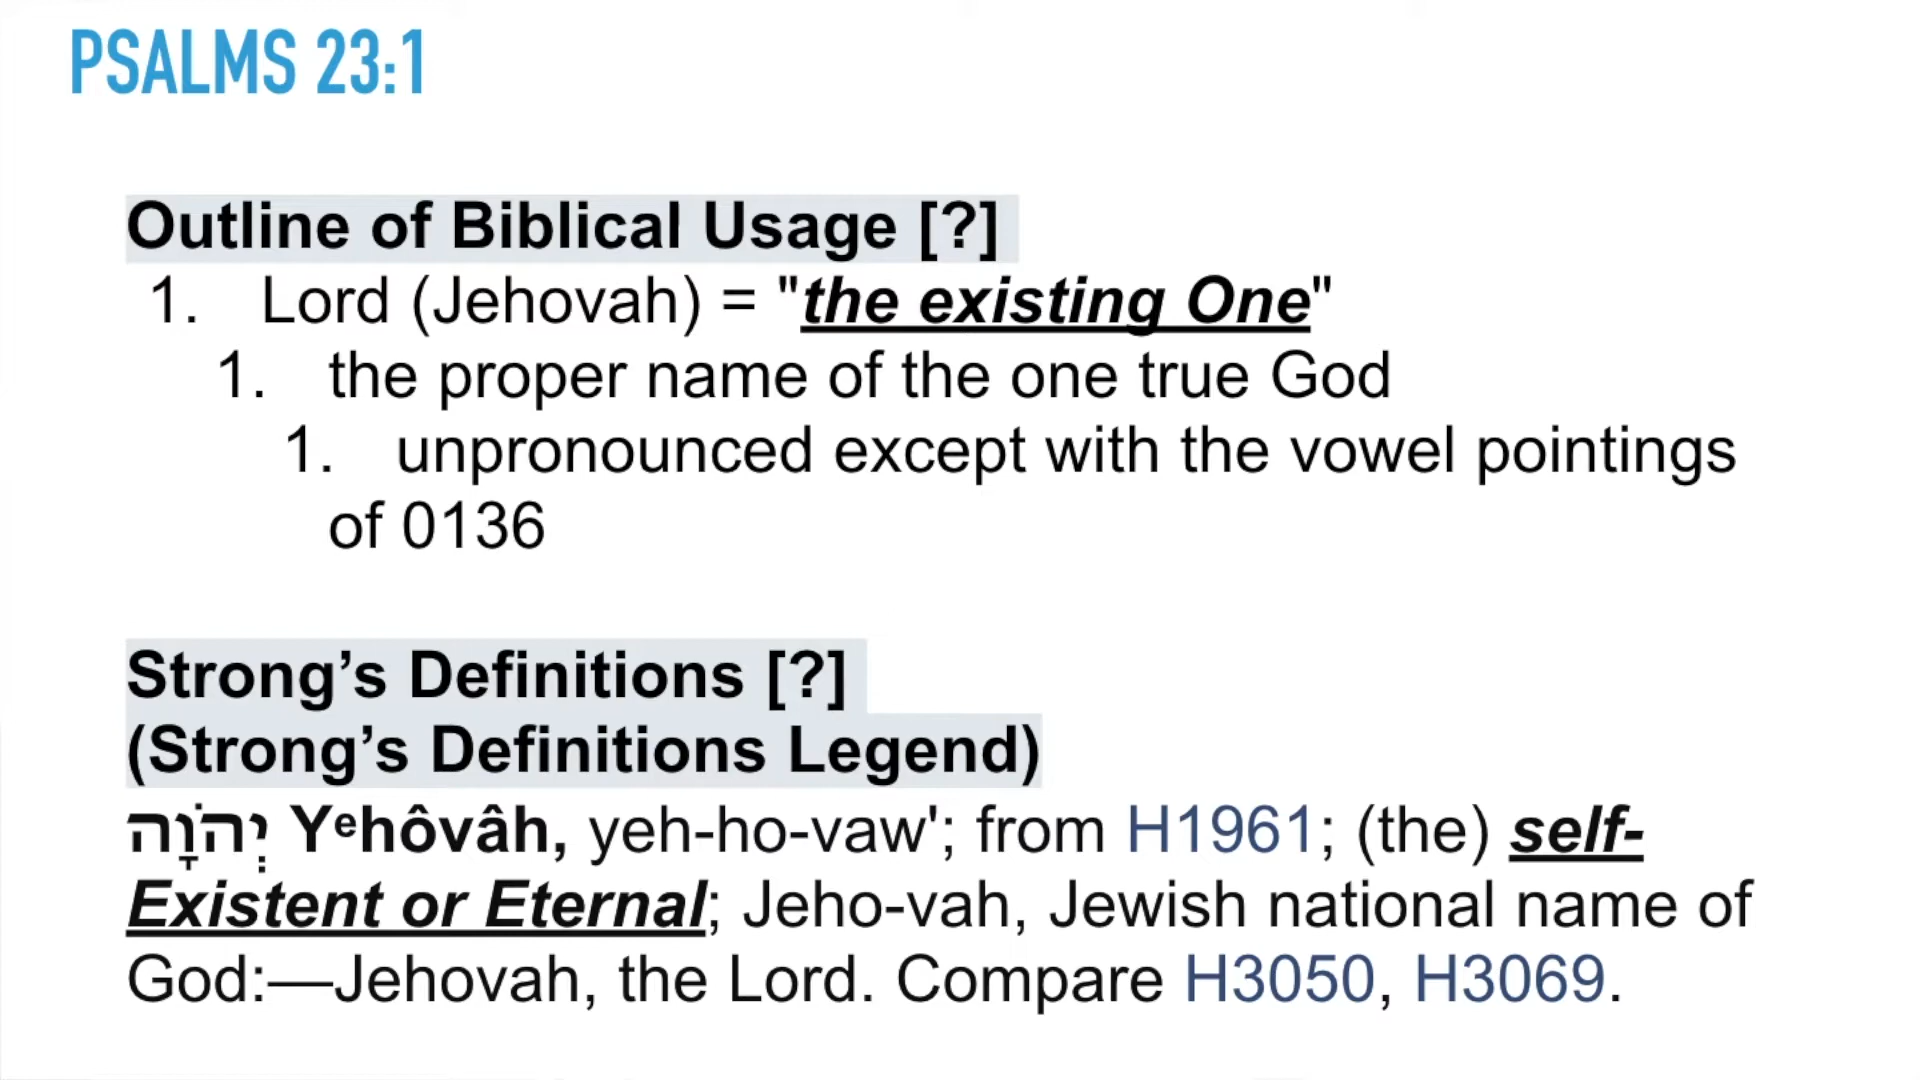 PSALMS 23:1
Outline of Biblical Usage [?]
1. Lord (Jehovah) = "the existing One"
1. the proper name of the one true God
1. unpronounced except with the vowel pointings
of 0136
Strong’s Definitions [?]
(Strong’s Definitions Legend)
יְהֹוָה Yᵉhôvâh, yeh-ho-vaw'; from H1961; (the) self-
Existent or Eternal; Jeho-vah, Jewish national name of
God:—Jehovah, the Lord. Compare H3050, H3069.